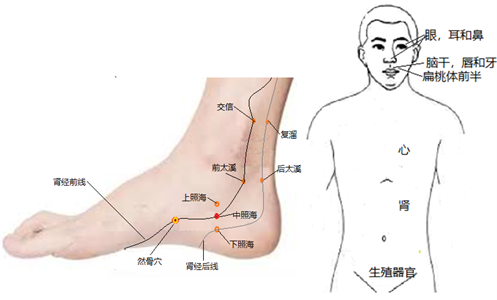 眼，耳和鼻
脑干，唇和牙
扁桃体前半
心
肾
生殖器官
交信
复溜
前太溪
后太溪
上照海
肾经前线
中照海
然骨穴
下照海
肾经后线